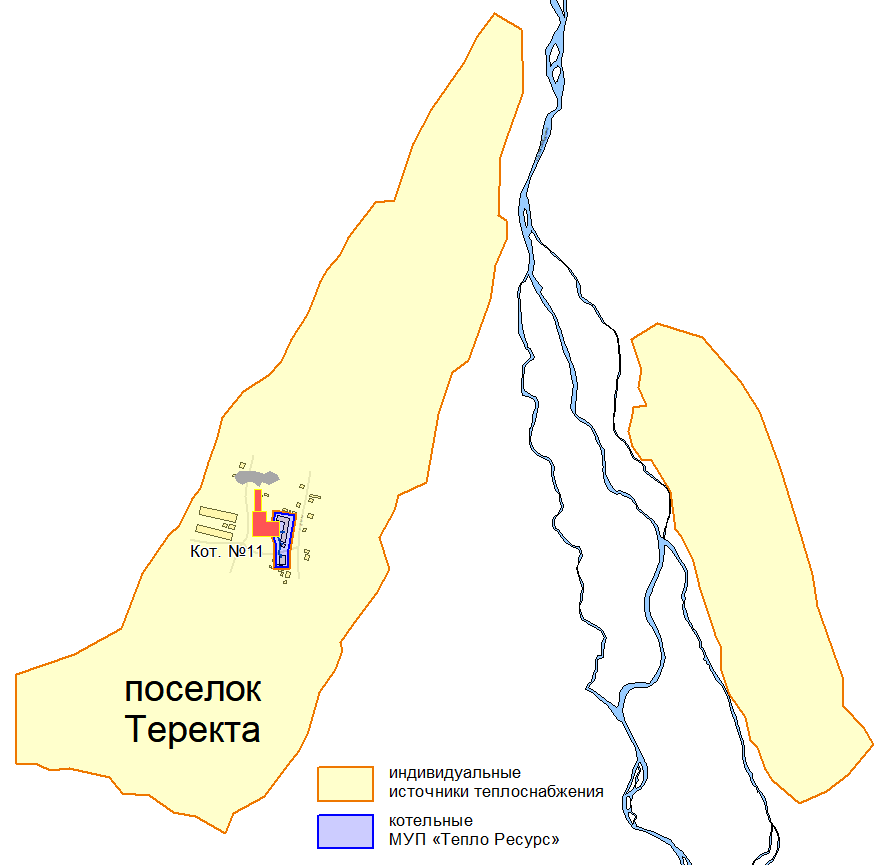 Кот. №11
поселок
Теректа
индивидуальные
источники теплоснабжения
котельные
МУП «Тепло Ресурс»